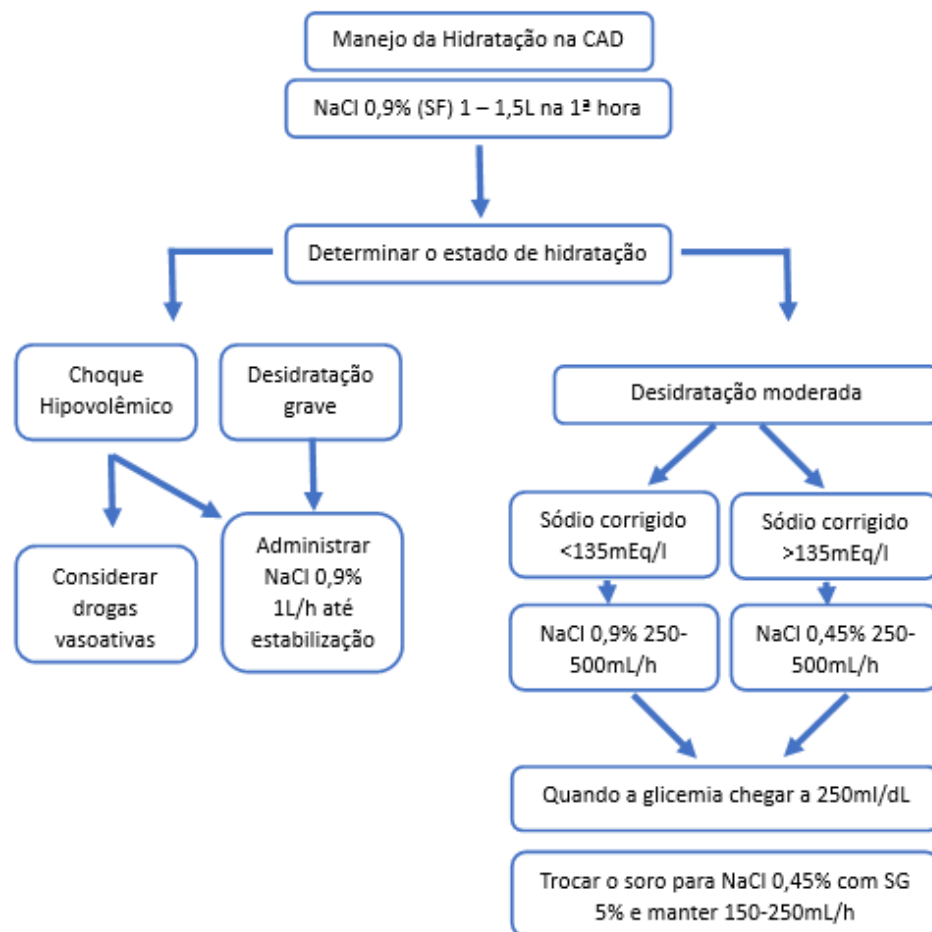 Manejo da Hidratação na CAD
NaCl 0,9% (SF) 1 – 1,5L na 1ª hora
Determinar o estado de hidratação
Choque
Hipovolêmico
Desidratação
grave
Desidratação moderada
Considerar
drogas
vasoativas
Administrar
NaCl 0,9%
1L/h até
estabilização
Sódio corrigido
<135mEq/l
Sódio corrigido
>135mEq/l
NaCl 0,9% 250-
500mL/h
NaCl 0,45% 250-
500mL/h
Quando a glicemia chegar a 250ml/dL
Trocar o soro para NaCl 0,45% com SG
5% e manter 150-250mL/h